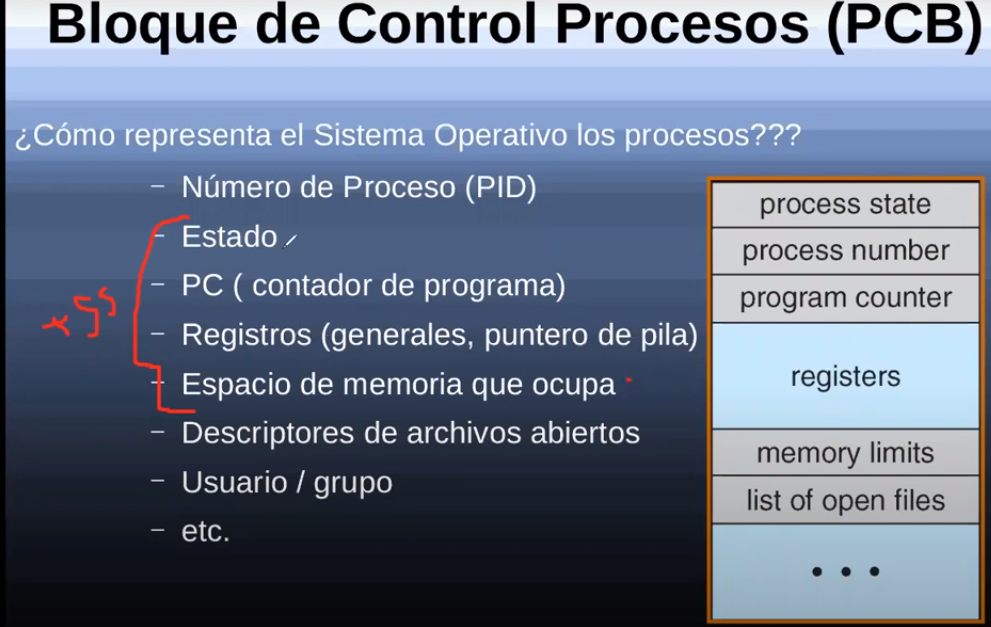 Bloque de Control Procesos (PCB)
¿Cómo representa el Sistema Operativo los procesos???
– Número de Proceso (PID)
– Estado
– PC ( contador de programa)
– Registros (generales, puntero de pila)
– Espacio de memoria que ocupa
– Descriptores de archivos abiertos
– Usuario / grupo
– etc.
process state
process number
program counter
registers
memory limits
list of open files
• • •